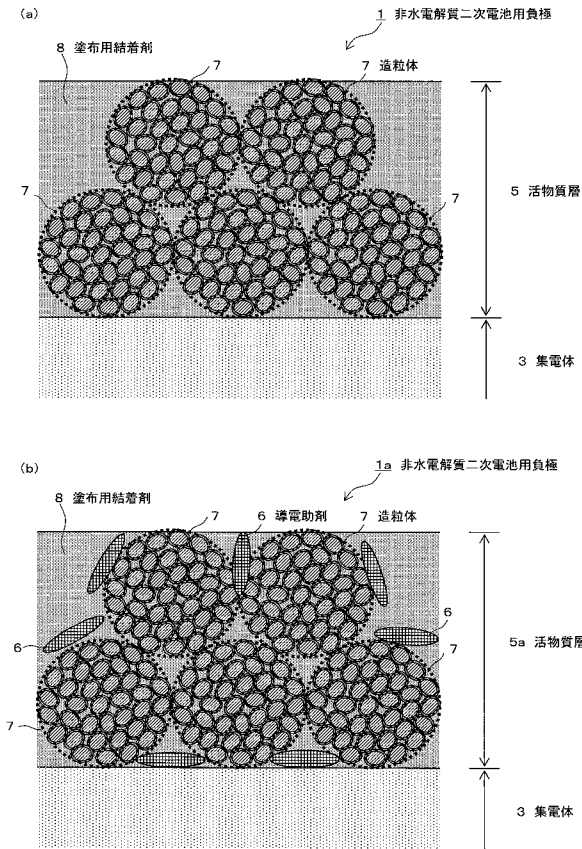 (a)
1 非水電解質二次電池用負極
8 塗布用結着剤
7
7 造粒体
7
7
5 活物質層
3 集電体
(b)
1a 非水電解質二次電池用負極
8 塗布用結着剤
7
6 導電助剤
7 造粒体
6
6
7
5a 活物質層
7
3 集電体